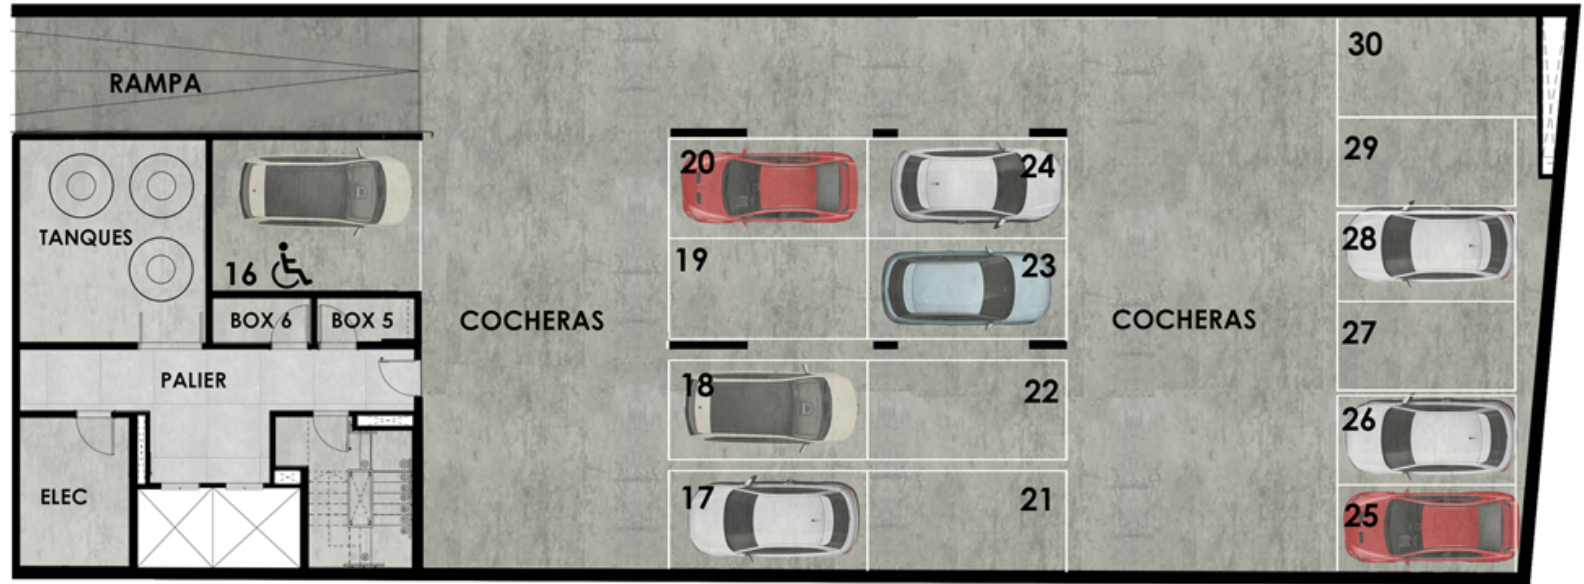 RAMPA
30
29
20
24
TANQUES
28
19
23
16
BOX 6
BOX 5
COCHERAS
COCHERAS
27
PALIER
18
22
26
ELEC
17
21
25